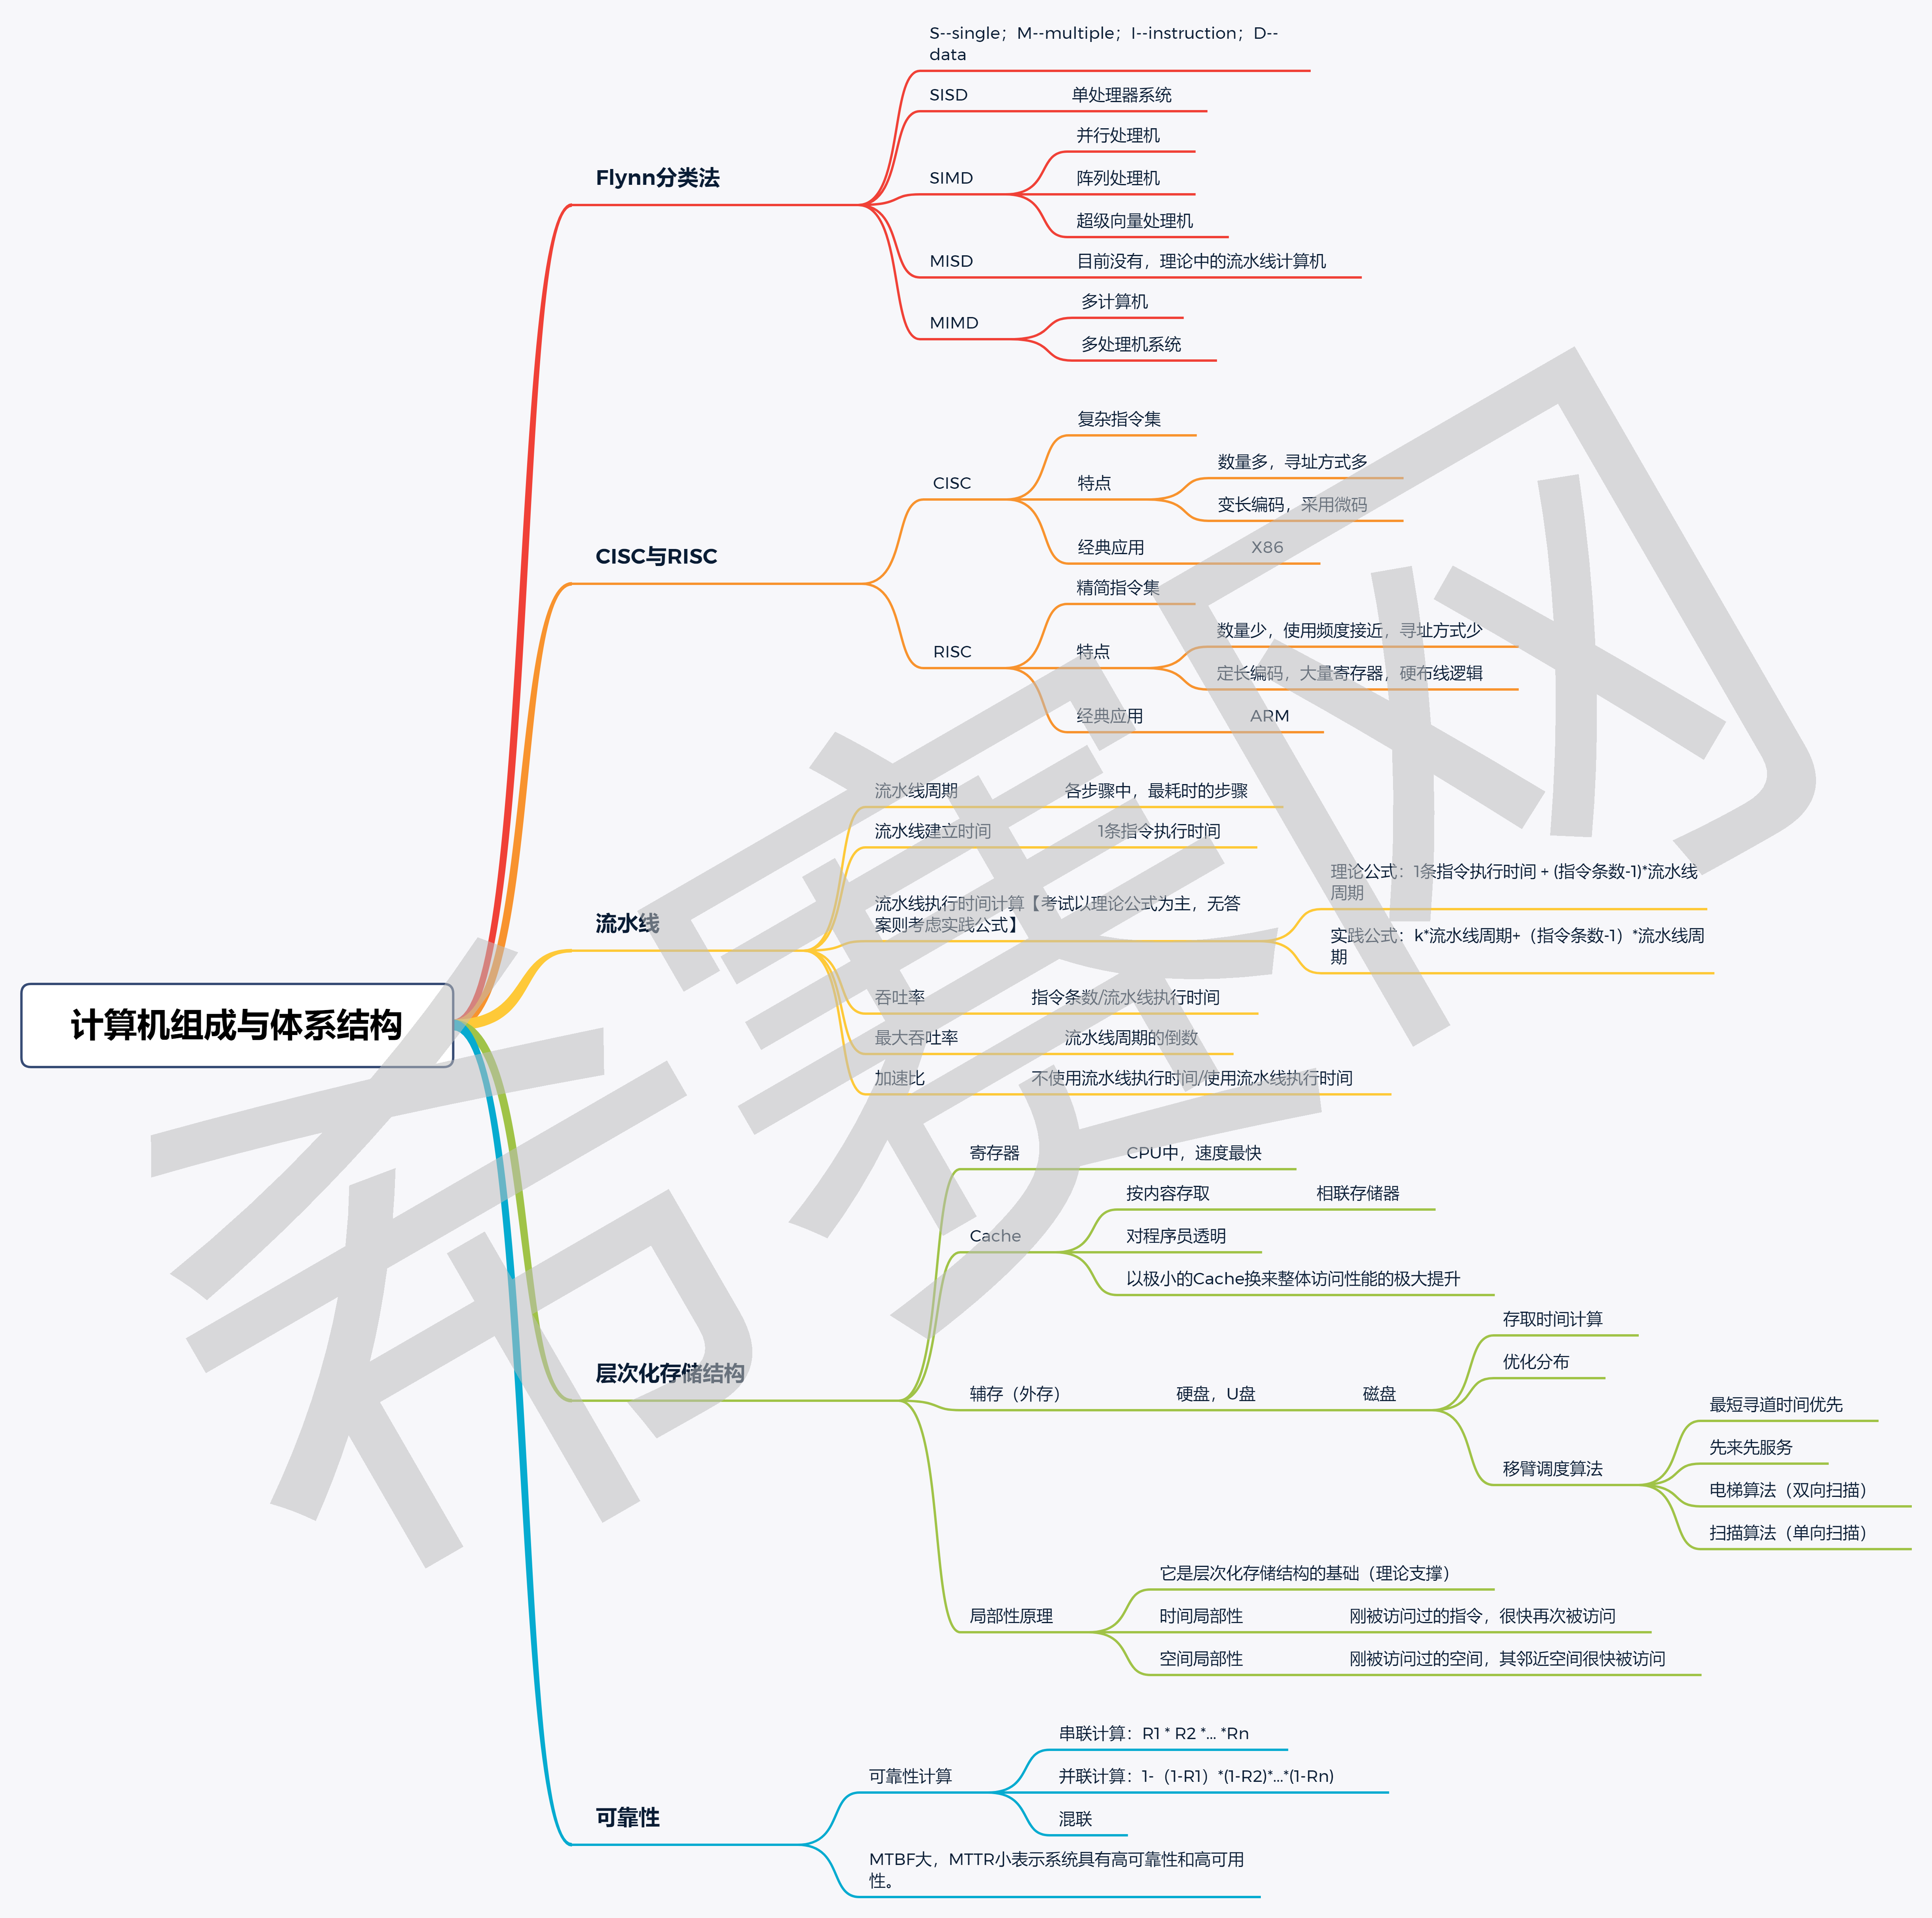 S--single；M--multiple；I--instruction；D--
data
SISD 单处理器系统
并行处理机
Flynn分类法
SIMD 阵列处理机
超级向量处理机
MISD 目前没有，理论中的流水线计算机
多计算机
MIMD
多处理机系统
复杂指令集
数量多，寻址方式多
CISC 特点
变长编码，采用微码
经典应用 X86
CISC与RISC
精简指令集
数量少，使用频度接近，寻址方式少
RISC 特点
定长编码，大量寄存器，硬布线逻辑
经典应用 ARM
流水线周期 各步骤中，最耗时的步骤
流水线建立时间 1条指令执行时间
理论公式：1条指令执行时间 + (指令条数-1)*流水线
周期
流水线执行时间计算【考试以理论公式为主，无答
案则考虑实践公式】
流水线
实践公式：k*流水线周期+（指令条数-1）*流水线周
期
吞吐率 指令条数/流水线执行时间
最大吞吐率 流水线周期的倒数
加速比 不使用流水线执行时间/使用流水线执行时间
计算机组成与体系结构
寄存器 CPU中，速度最快
按内容存取 相联存储器
Cache 对程序员透明
以极小的Cache换来整体访问性能的极大提升
存取时间计算
优化分布
层次化存储结构
辅存（外存） 硬盘，U盘 磁盘
最短寻道时间优先
先来先服务
移臂调度算法
电梯算法（双向扫描）
扫描算法（单向扫描）
它是层次化存储结构的基础（理论支撑）
局部性原理 时间局部性 刚被访问过的指令，很快再次被访问
空间局部性 刚被访问过的空间，其邻近空间很快被访问
串联计算：R1 * R2 *... *Rn
可靠性计算 并联计算：1-（1-R1）*(1-R2)*...*(1-Rn)
可靠性
混联
MTBF大，MTTR小表示系统具有高可靠性和高可用
性。
希赛网